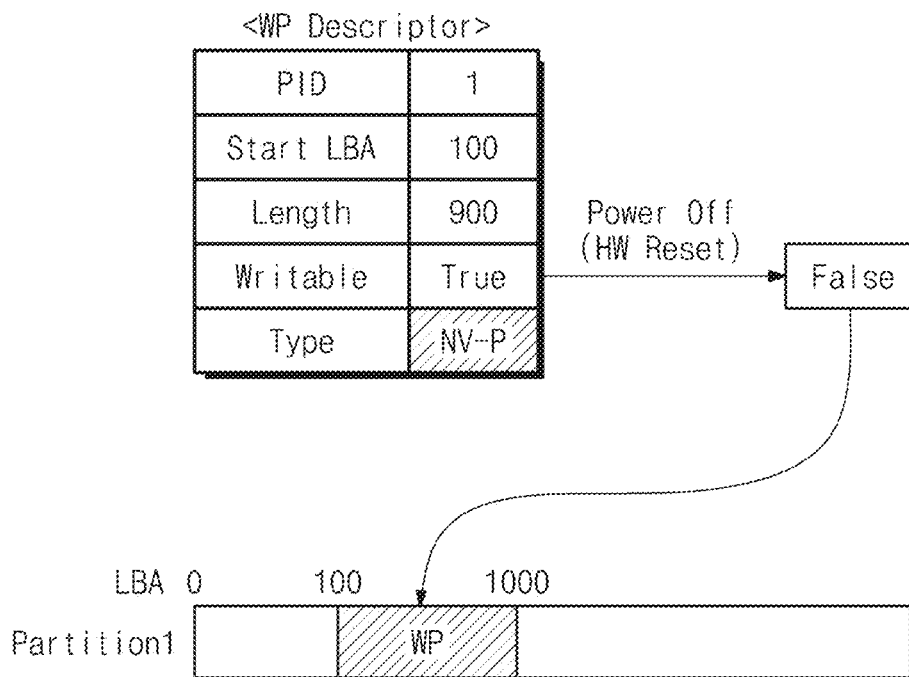 <WP Descriptor>
PID 1
Start LBA 100
Length 900
Writable True
Type NV-P
Power Off
(HW Reset)
False
LBA 0 100 1000
Partition1 WP